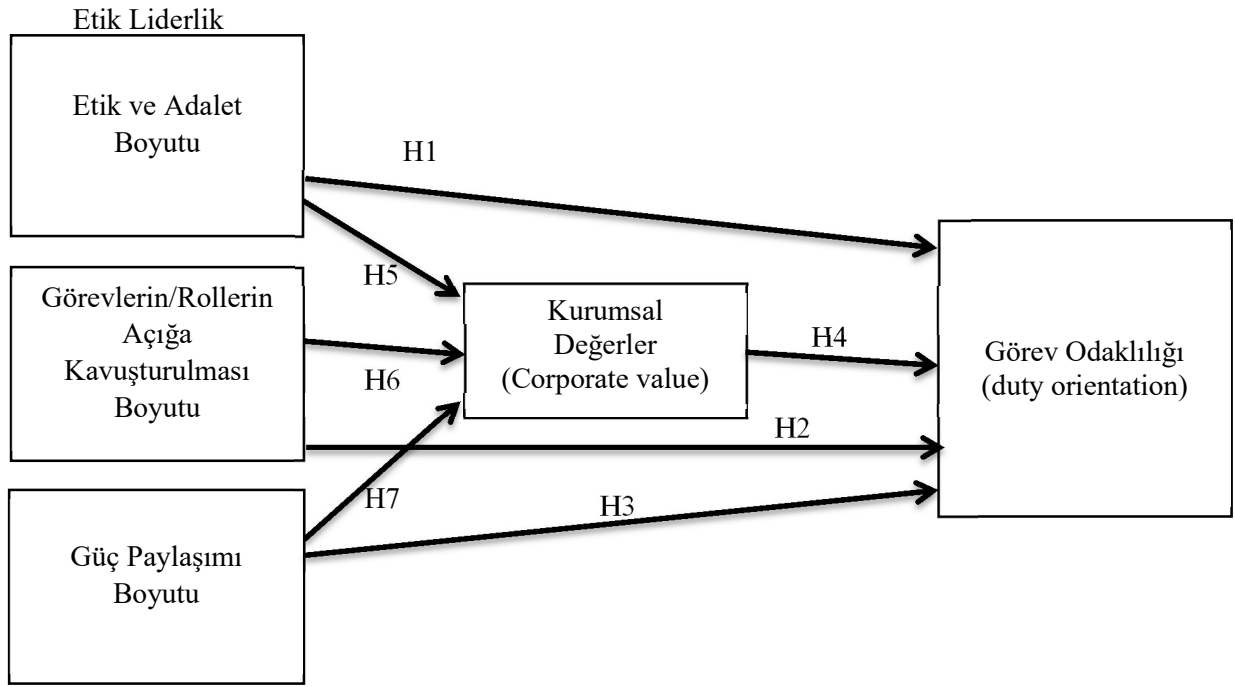 Etik Liderlik
Etik ve Adalet
Boyutu
H1
H5
Görevlerin/Rollerin
Açığa
Kavuşturulması
Boyutu
H6
Kurumsal
Değerler
(Corporate value)
H4
Görev Odaklılığı
(duty orientation)
H2
H7
H3
Güç Paylaşımı
Boyutu